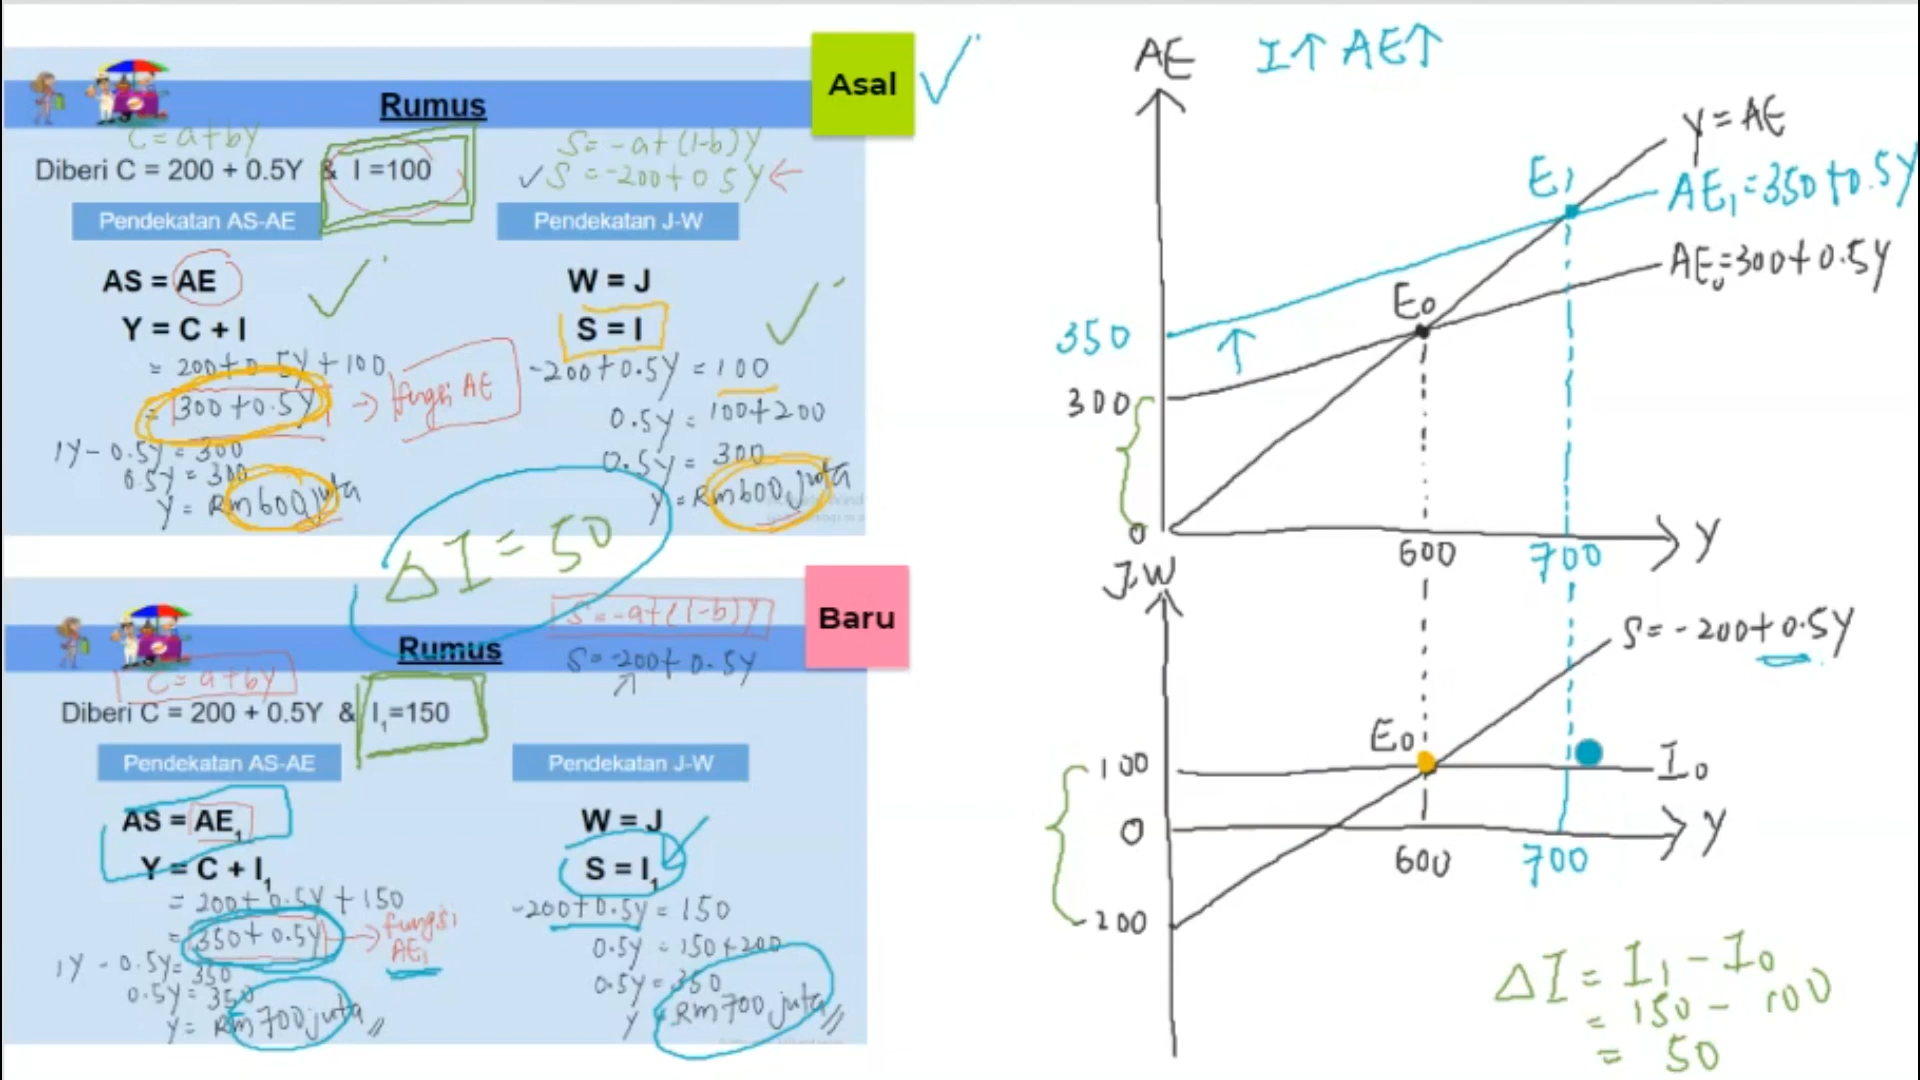 Asal
Rumus
C = a + bY
Diberi C = 200 + 0.5Y & I =100
S = -a + (1-b)Y
S = -200 + 0.5Y
Pendekatan AS-AE
AS = AE
Y = C + I
= 200 + 0.5Y + 100
= 300 + 0.5Y → fungsi AE
1Y - 0.5Y = 300
0.5Y = 300
Y = Rm600 juta
Pendekatan J-W
W = J
S = I
-200 + 0.5Y = 100
0.5Y = 100 + 200
0.5Y = 300
Y = Rm600 juta
ΔI = 50
Baru
Rumus
S = -a + (1-b)Y
S = -200 + 0.5Y
C = a + bY
Diberi C = 200 + 0.5Y & I₁=150
Pendekatan AS-AE
AS = AE₁
Y = C + I₁
= 200 + 0.5Y + 150
= 350 + 0.5Y → fungsi AE₁
1Y - 0.5Y = 350
0.5Y = 350
Y = Rm700 juta //
Pendekatan J-W
W = J
S = I₁
-200 + 0.5Y = 150
0.5Y = 150 + 200
0.5Y = 350
Y = Rm700 juta //
AE
I↑ AE↑
Y = AE
E₁
AE₁ = 350 + 0.5Y
AE₀ = 300 + 0.5Y
E₀
350
300
0
600
700
Y
J.W
S = -200 + 0.5Y
E₀
100
I₀
0
Y
600
700
-200
ΔI = I₁ - I₀
= 150 - 100
= 50